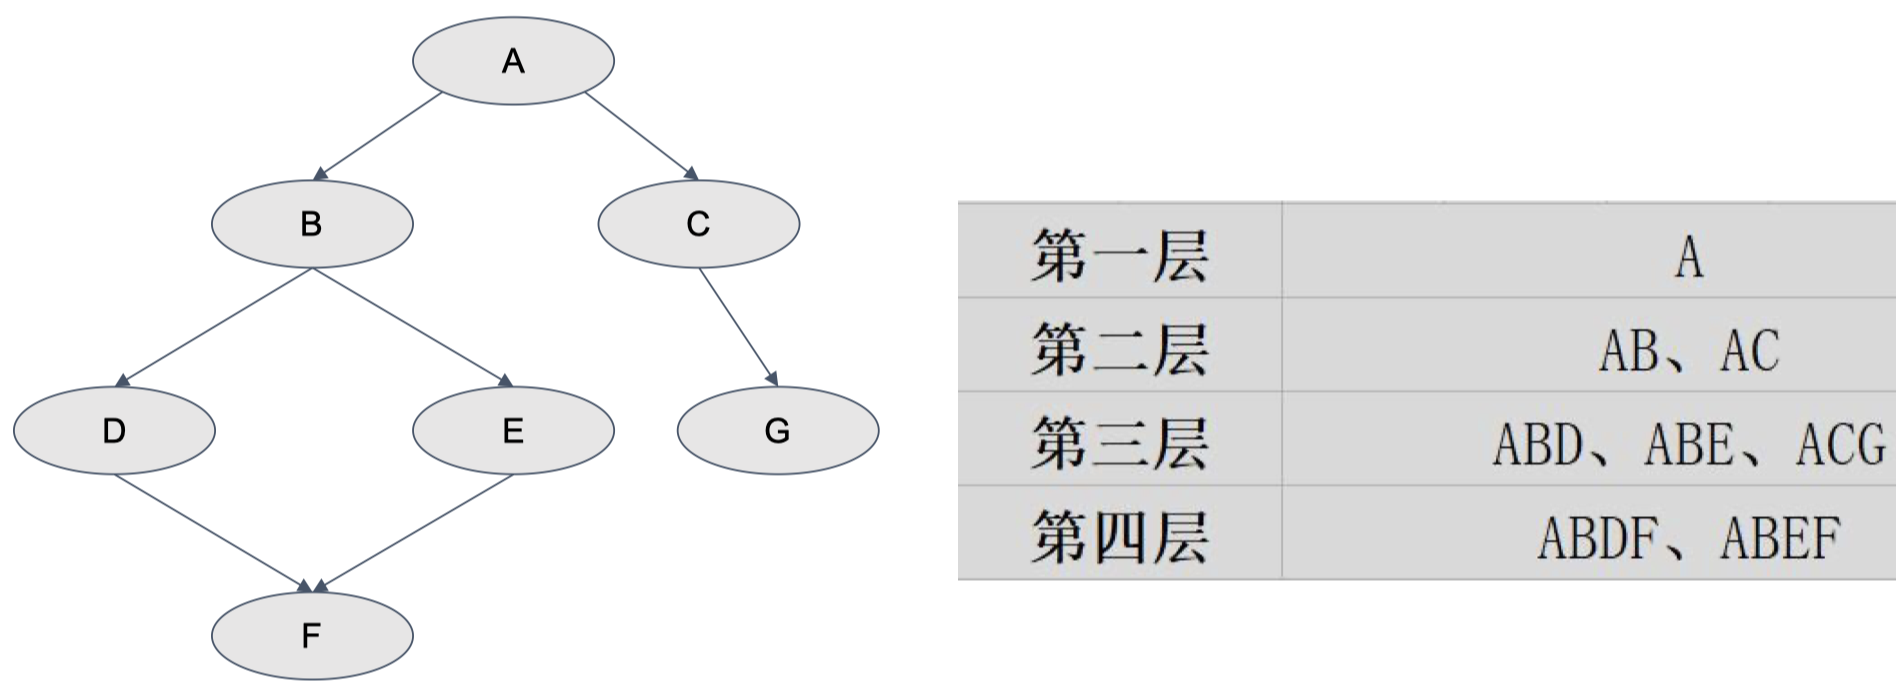 A
B
C
D
E
G
F
第一层 A
第二层 AB、AC
第三层 ABD、ABE、ACG
第四层 ABDF、ABEF